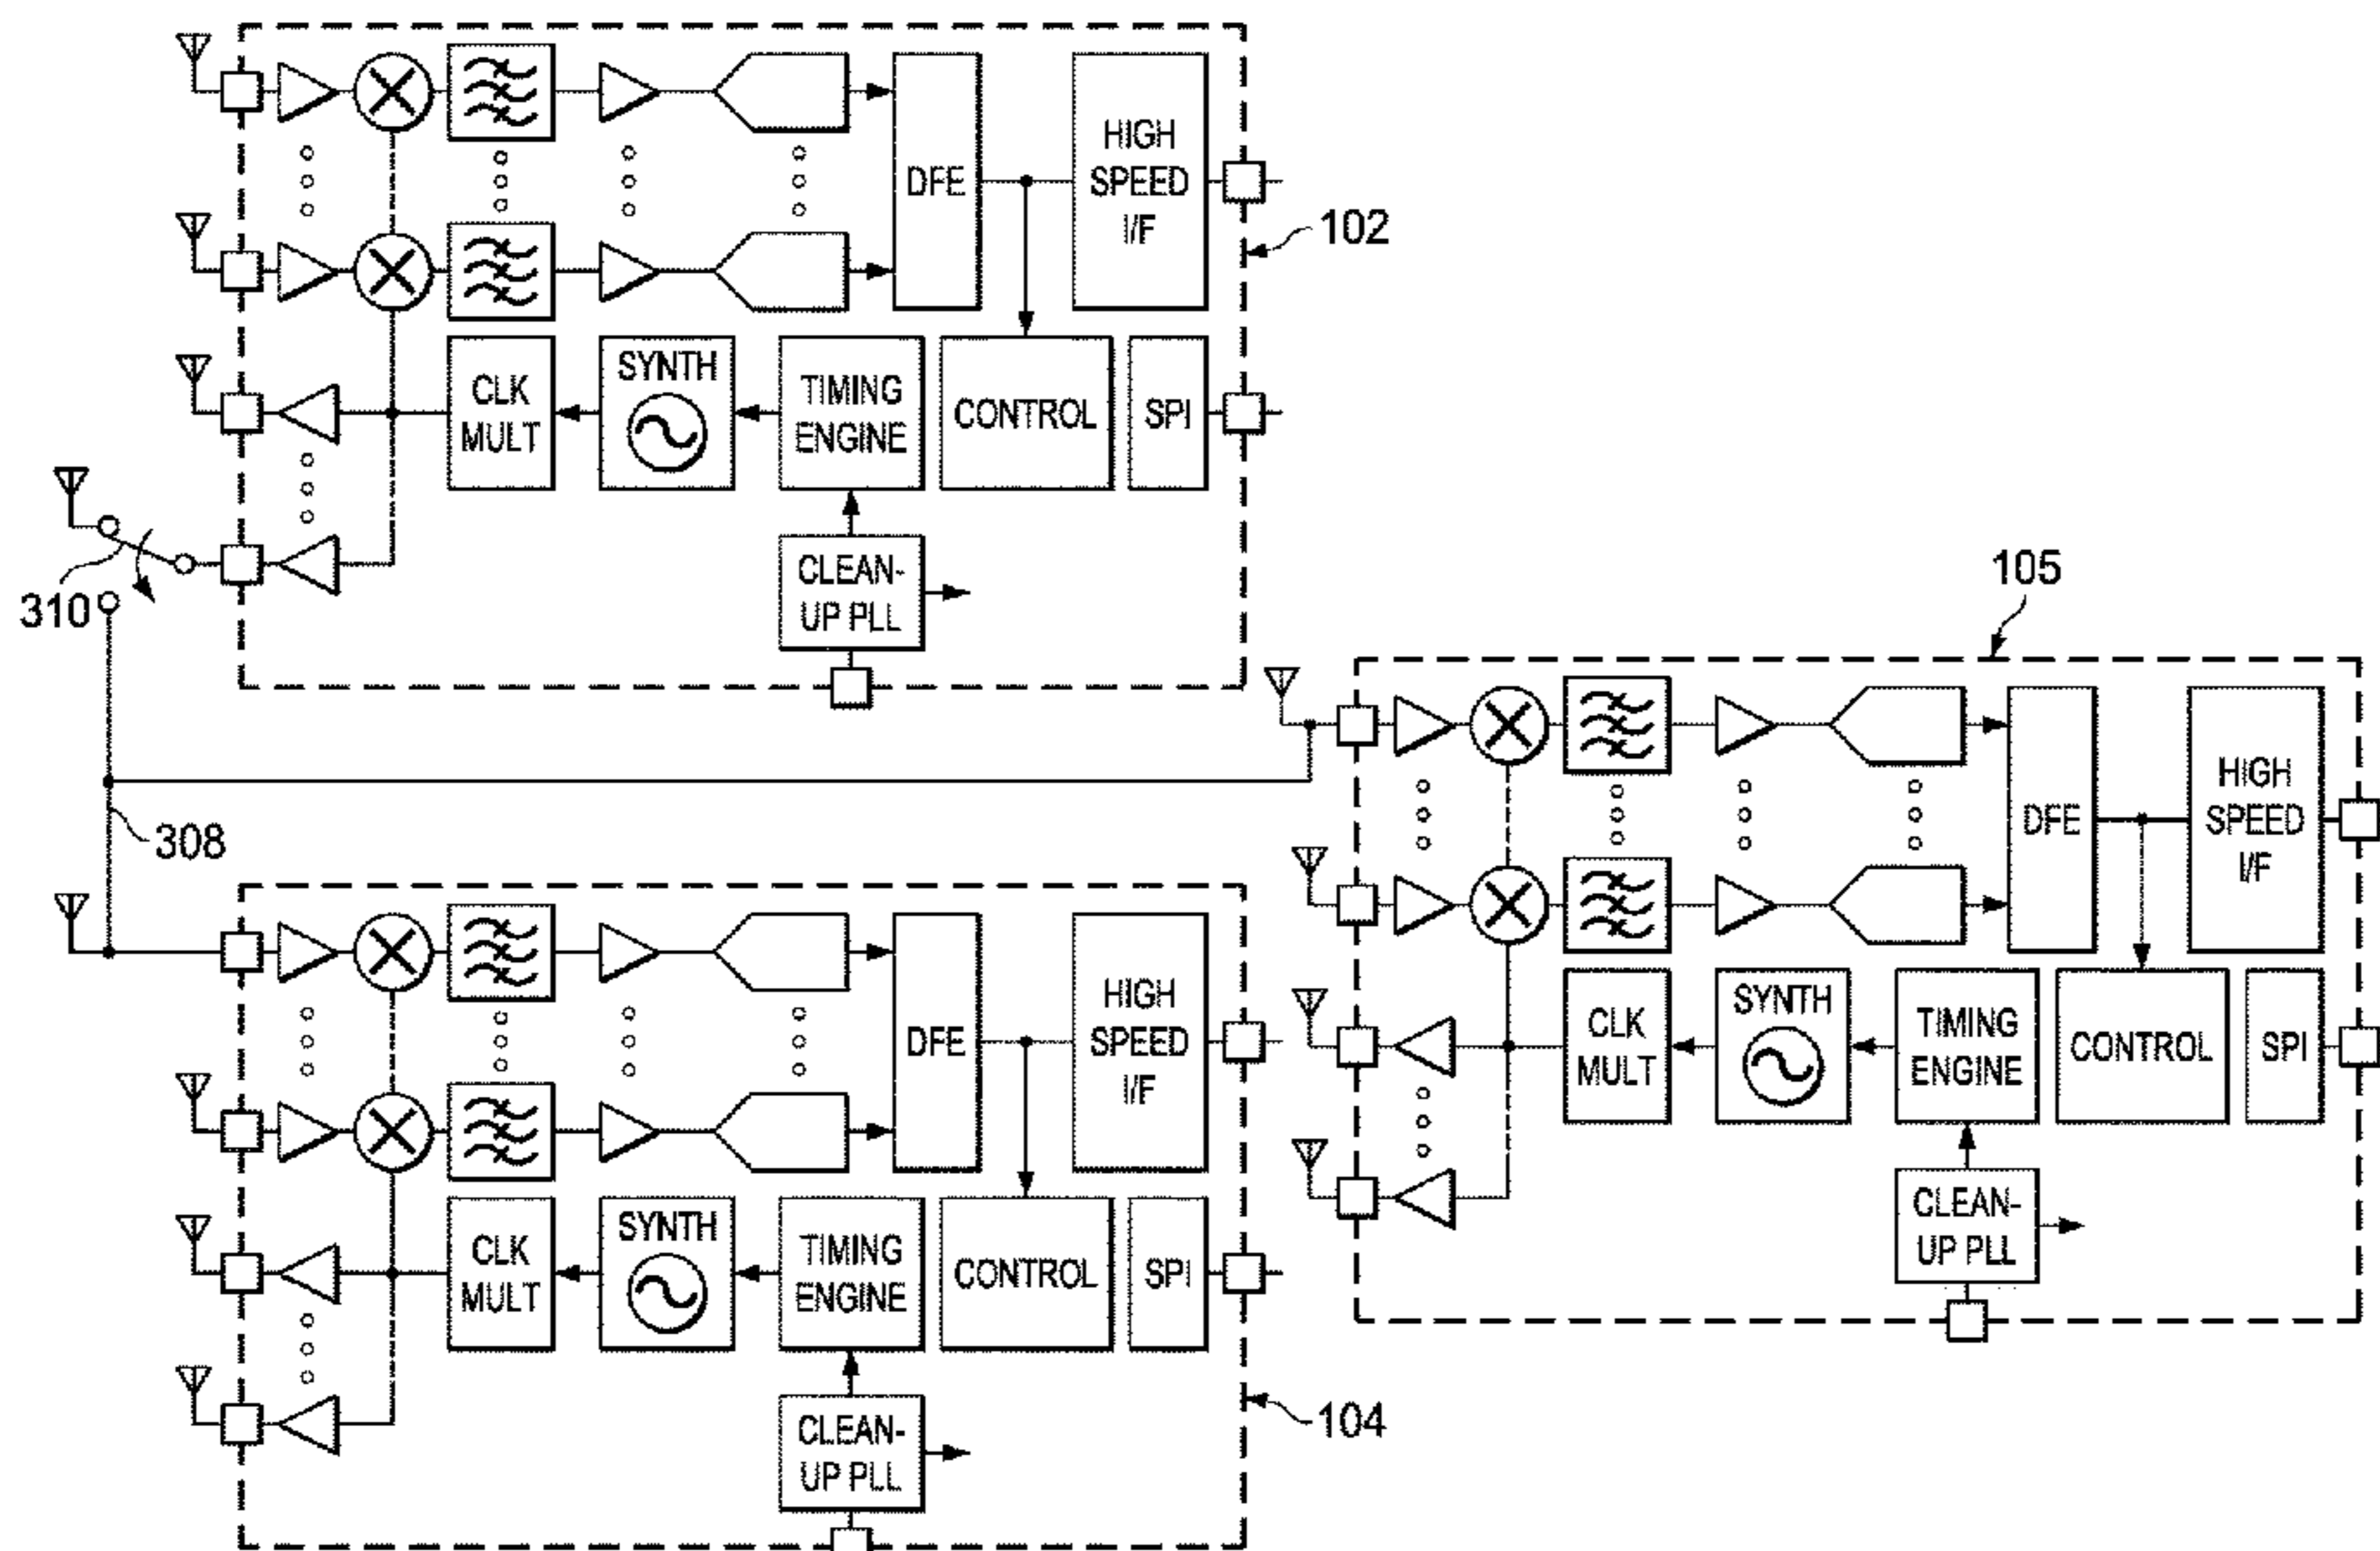 HIGH
SPEED
I/F
DFE
102
CLK
MULT
SYNTH
TIMING
ENGINE
CONTROL
SPI
310
CLEAN-
UP PLL
105
308
HIGH
SPEED
I/F
DFE
CLK
MULT
SYNTH
TIMING
ENGINE
CONTROL
SPI
CLEAN-
UP PLL
HIGH
SPEED
I/F
DFE
CLK
MULT
SYNTH
TIMING
ENGINE
CONTROL
SPI
104
CLEAN-
UP PLL